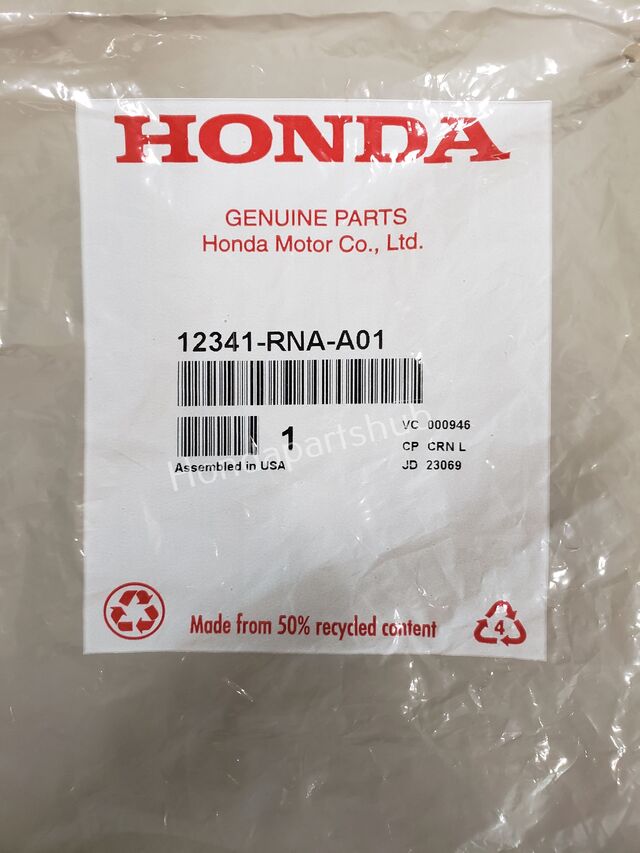 HONDA
GENUINE PARTS
Honda Motor Co., Ltd.
12341-RNA-A01
1
VC 000946
CP CRN L
Assembled in USA
JD 23069
Hondapartshub
Made from 50% recycled content
4